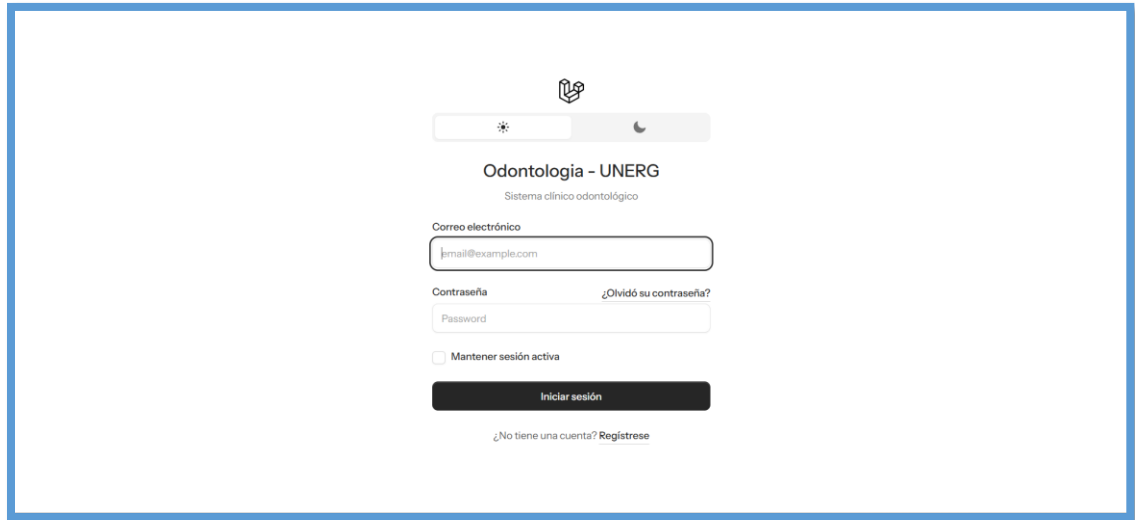 Odontologia - UNERG
Sistema clínico odontológico
Correo electrónico
email@example.com
Contraseña ¿Olvidó su contraseña?
Password
Mantener sesión activa
Iniciar sesión
¿No tiene una cuenta? Regístrese